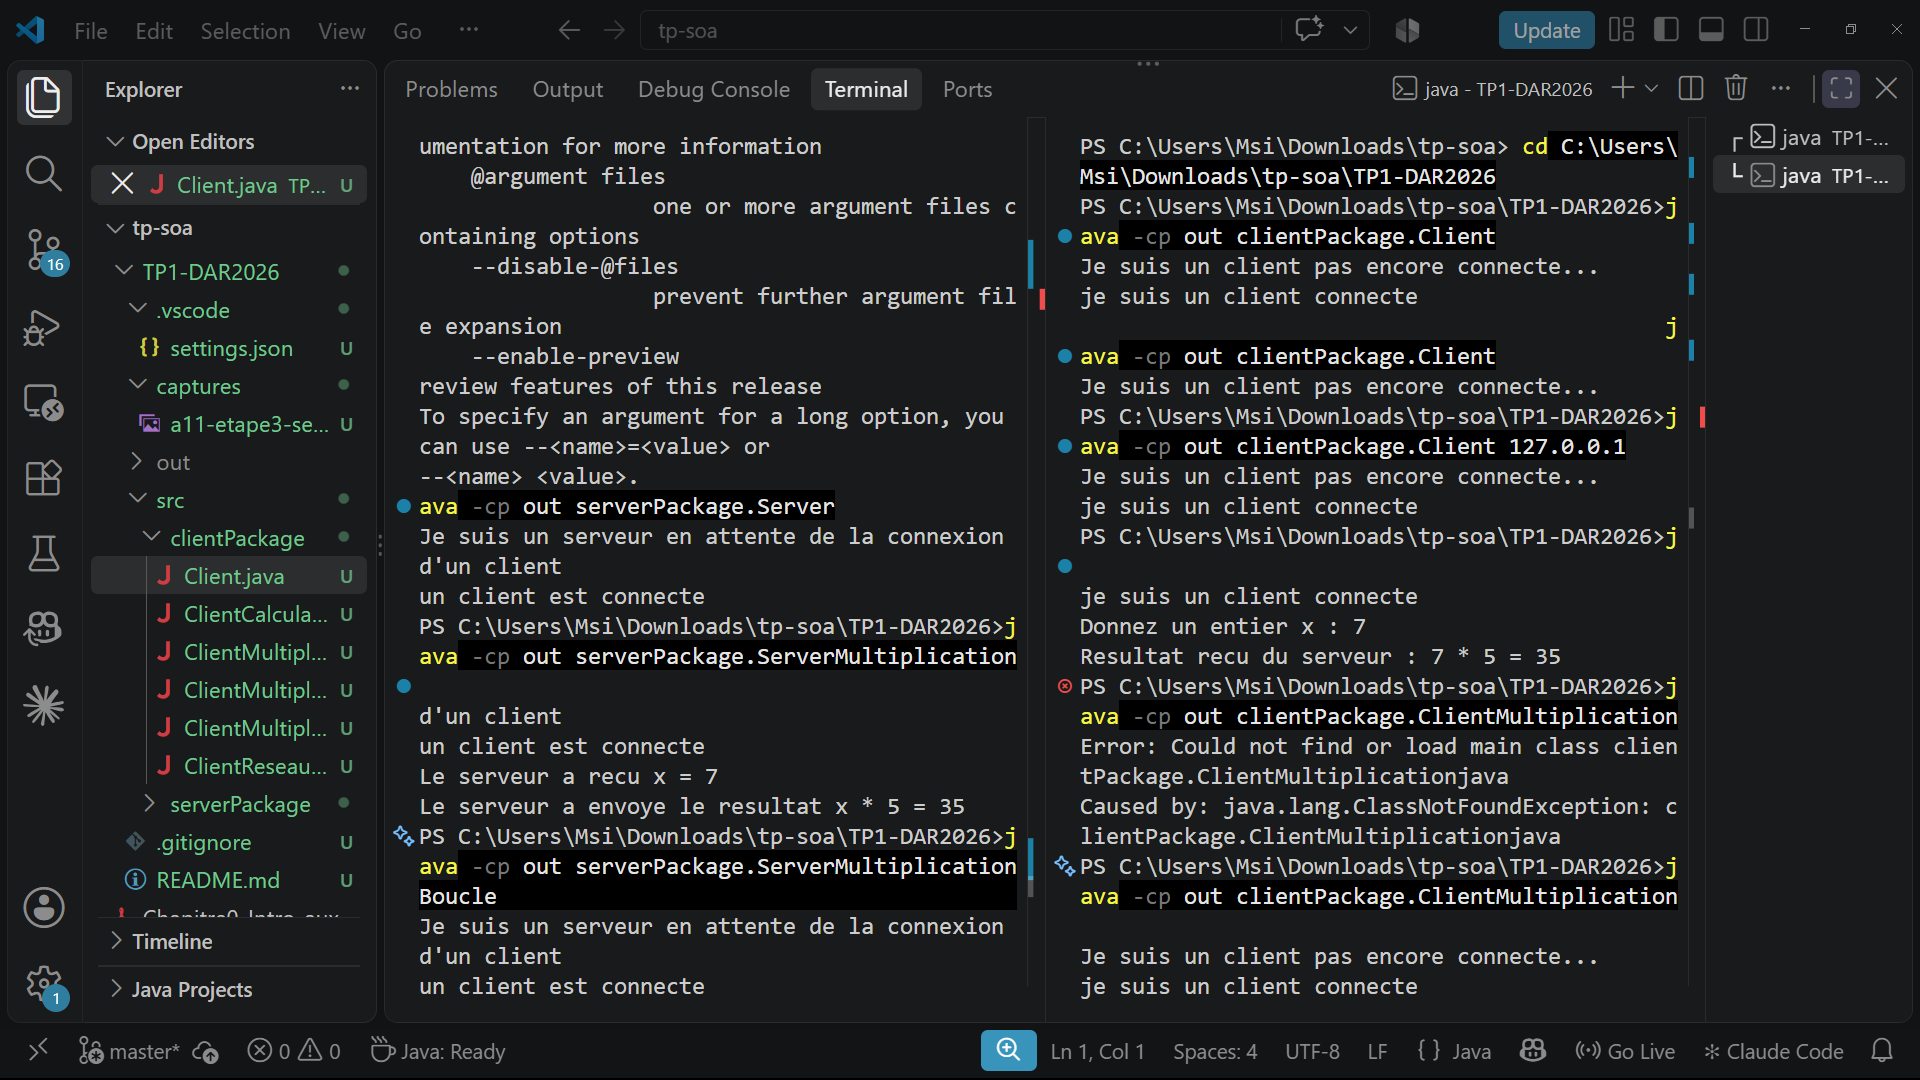 File Edit Selection View Go ···
tp-soa
Update
Explorer ···
Open Editors
Client.java TP... U
tp-soa
TP1-DAR2026
.vscode
{} settings.json U
captures
a11-etape3-se... U
out
src
clientPackage
J Client.java U
J ClientCalcula... U
J ClientMultipl... U
J ClientMultipl... U
J ClientMultipl... U
J ClientReseau... U
serverPackage
.gitignore U
README.md U
Timeline
Java Projects
16
1
Problems Output Debug Console Terminal Ports
java - TP1-DAR2026
umentation for more information
@argument files
one or more argument files c
ontaining options
--disable-@files
prevent further argument fil
e expansion
--enable-preview
review features of this release
To specify an argument for a long option, you
can use --<name>=<value> or
--<name> <value>.
ava -cp out serverPackage.Server
Je suis un serveur en attente de la connexion
d'un client
un client est connecte
PS C:\Users\Msi\Downloads\tp-soa\TP1-DAR2026>j
ava -cp out serverPackage.ServerMultiplication
d'un client
un client est connecte
Le serveur a recu x = 7
Le serveur a envoye le resultat x * 5 = 35
PS C:\Users\Msi\Downloads\tp-soa\TP1-DAR2026>j
ava -cp out serverPackage.ServerMultiplication
Boucle
Je suis un serveur en attente de la connexion
d'un client
un client est connecte
PS C:\Users\Msi\Downloads\tp-soa> cd C:\Users\
Msi\Downloads\tp-soa\TP1-DAR2026
PS C:\Users\Msi\Downloads\tp-soa\TP1-DAR2026>j
ava -cp out clientPackage.Client
Je suis un client pas encore connecte...
je suis un client connecte
j
ava -cp out clientPackage.Client
Je suis un client pas encore connecte...
PS C:\Users\Msi\Downloads\tp-soa\TP1-DAR2026>j
ava -cp out clientPackage.Client 127.0.0.1
Je suis un client pas encore connecte...
je suis un client connecte
PS C:\Users\Msi\Downloads\tp-soa\TP1-DAR2026>j
je suis un client connecte
Donnez un entier x : 7
Resultat recu du serveur : 7 * 5 = 35
PS C:\Users\Msi\Downloads\tp-soa\TP1-DAR2026>j
ava -cp out clientPackage.ClientMultiplication
Error: Could not find or load main class clien
tPackage.ClientMultiplicationjava
Caused by: java.lang.ClassNotFoundException: c
lientPackage.ClientMultiplicationjava
PS C:\Users\Msi\Downloads\tp-soa\TP1-DAR2026>j
ava -cp out clientPackage.ClientMultiplication
Je suis un client pas encore connecte...
je suis un client connecte
java TP1-...
java TP1-...
master* 0 0 Java: Ready Ln 1, Col 1 Spaces: 4 UTF-8 LF {} Java Go Live Claude Code